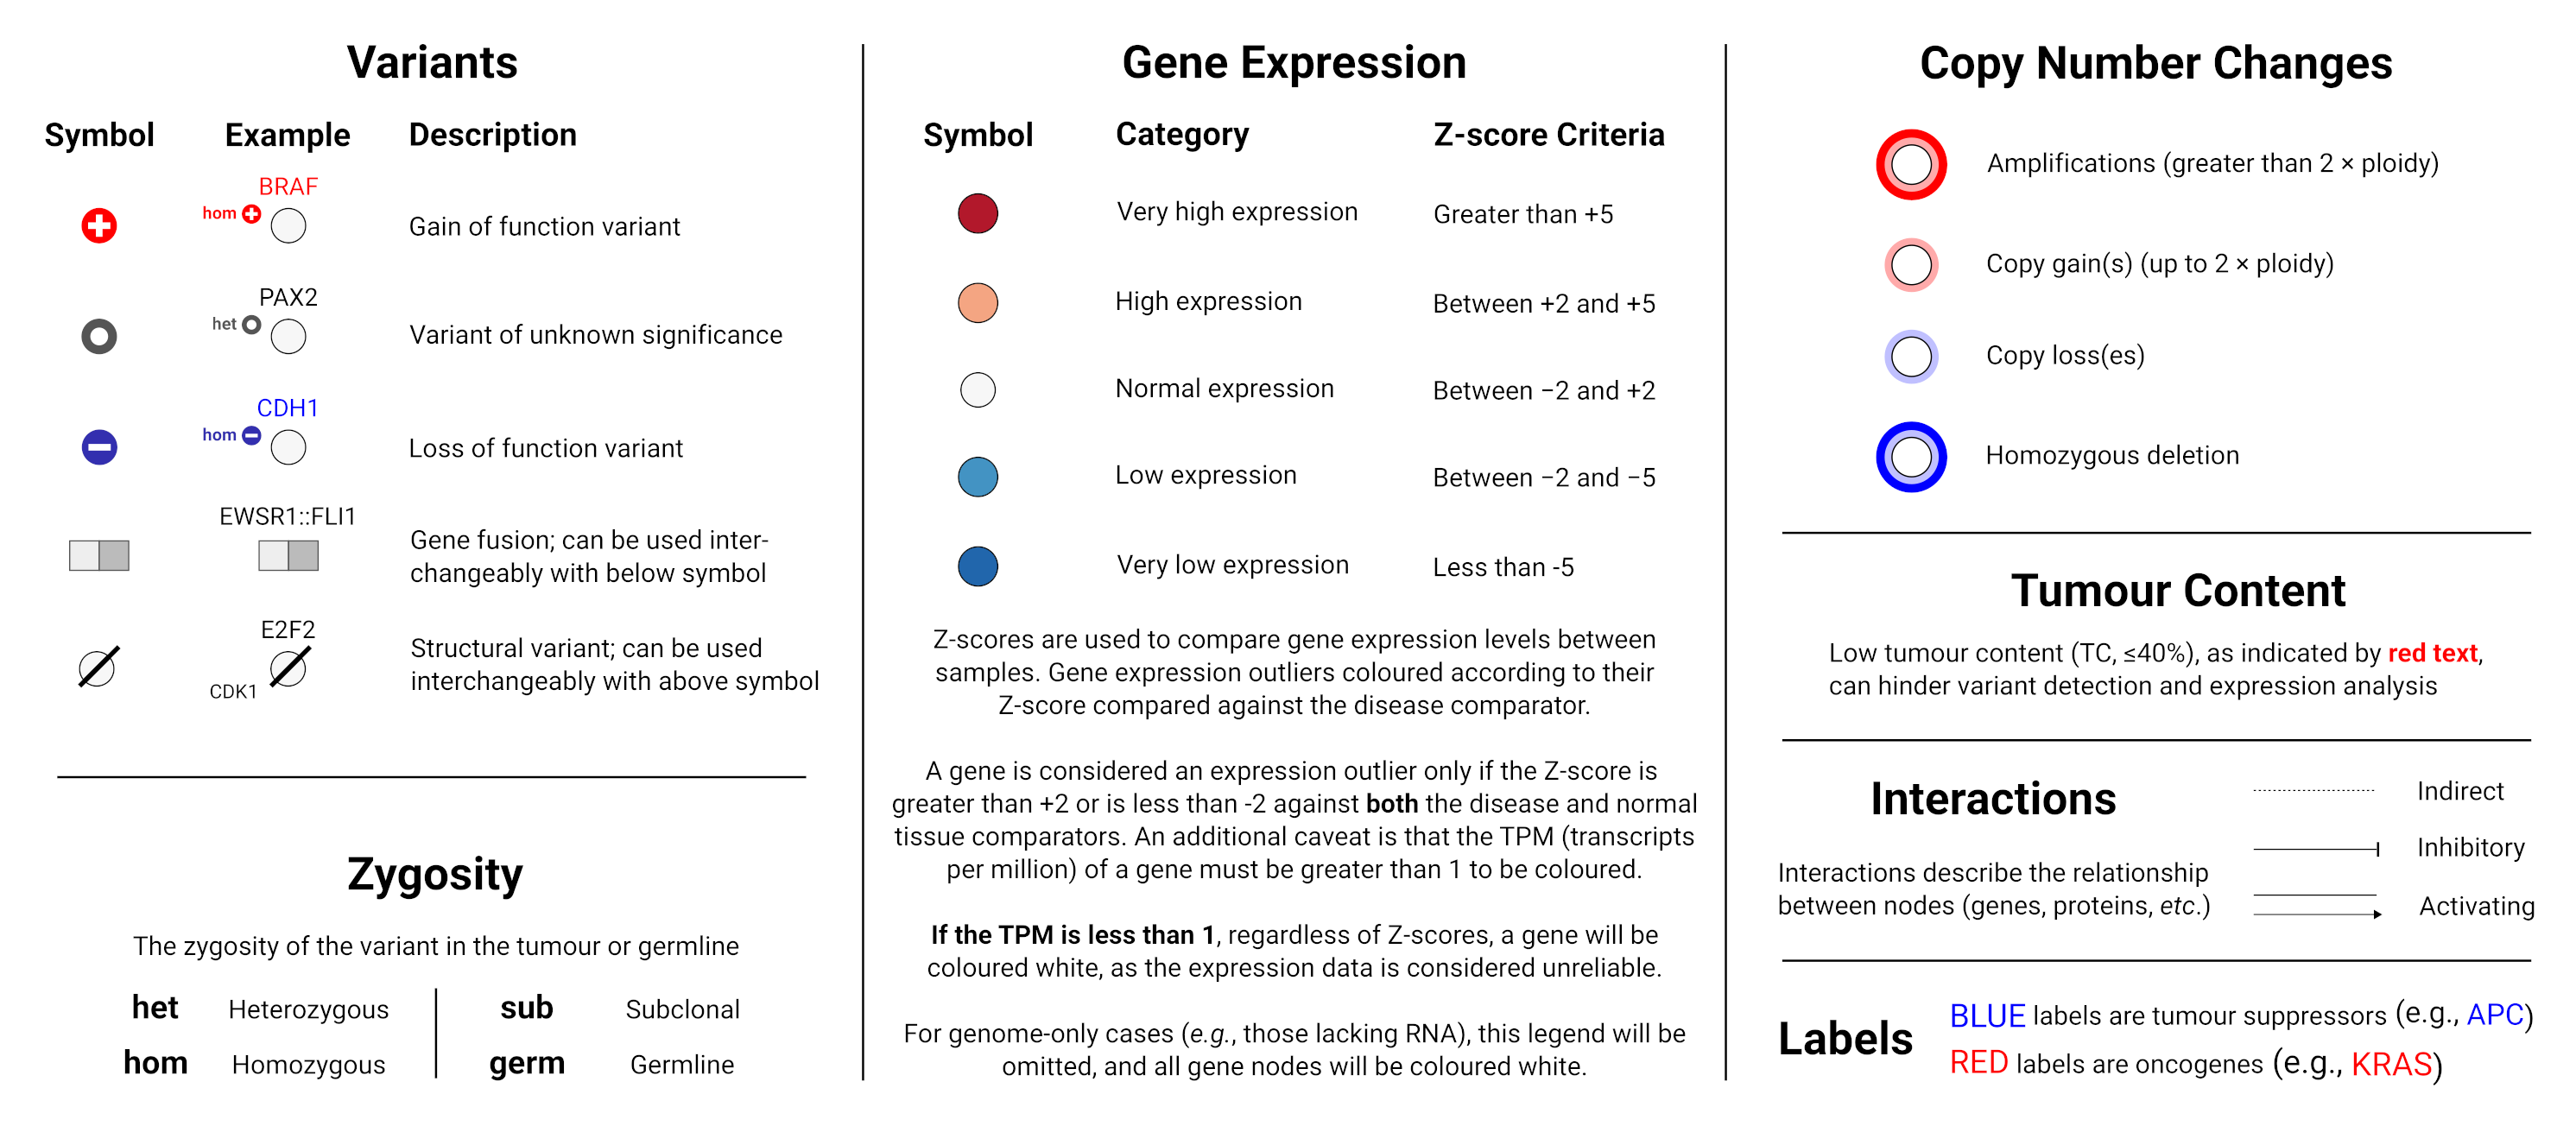 Variants
Symbol Example Description
BRAF
hom
Gain of function variant
PAX2
het
Variant of unknown significance
CDH1
hom
Loss of function variant
EWSR1::FLI1
Gene fusion; can be used inter-
changeably with below symbol
E2F2
CDK1
Structural variant; can be used
interchangeably with above symbol
Zygosity
The zygosity of the variant in the tumour or germline
het Heterozygous sub Subclonal
hom Homozygous germ Germline
Gene Expression
Symbol Category Z-score Criteria
Very high expression Greater than +5
High expression Between +2 and +5
Normal expression Between −2 and +2
Low expression Between −2 and −5
Very low expression Less than -5
Z-scores are used to compare gene expression levels between
samples. Gene expression outliers coloured according to their
Z-score compared against the disease comparator.
A gene is considered an expression outlier only if the Z-score is
greater than +2 or is less than -2 against both the disease and normal
tissue comparators. An additional caveat is that the TPM (transcripts
per million) of a gene must be greater than 1 to be coloured.
If the TPM is less than 1, regardless of Z-scores, a gene will be
coloured white, as the expression data is considered unreliable.
For genome-only cases (e.g., those lacking RNA), this legend will be
omitted, and all gene nodes will be coloured white.
Copy Number Changes
Amplifications (greater than 2 × ploidy)
Copy gain(s) (up to 2 × ploidy)
Copy loss(es)
Homozygous deletion
Tumour Content
Low tumour content (TC, ≤40%), as indicated by red text,
can hinder variant detection and expression analysis
Interactions
Interactions describe the relationship
between nodes (genes, proteins, etc.)
Indirect
Inhibitory
Activating
Labels
BLUE labels are tumour suppressors (e.g., APC)
RED labels are oncogenes (e.g., KRAS)